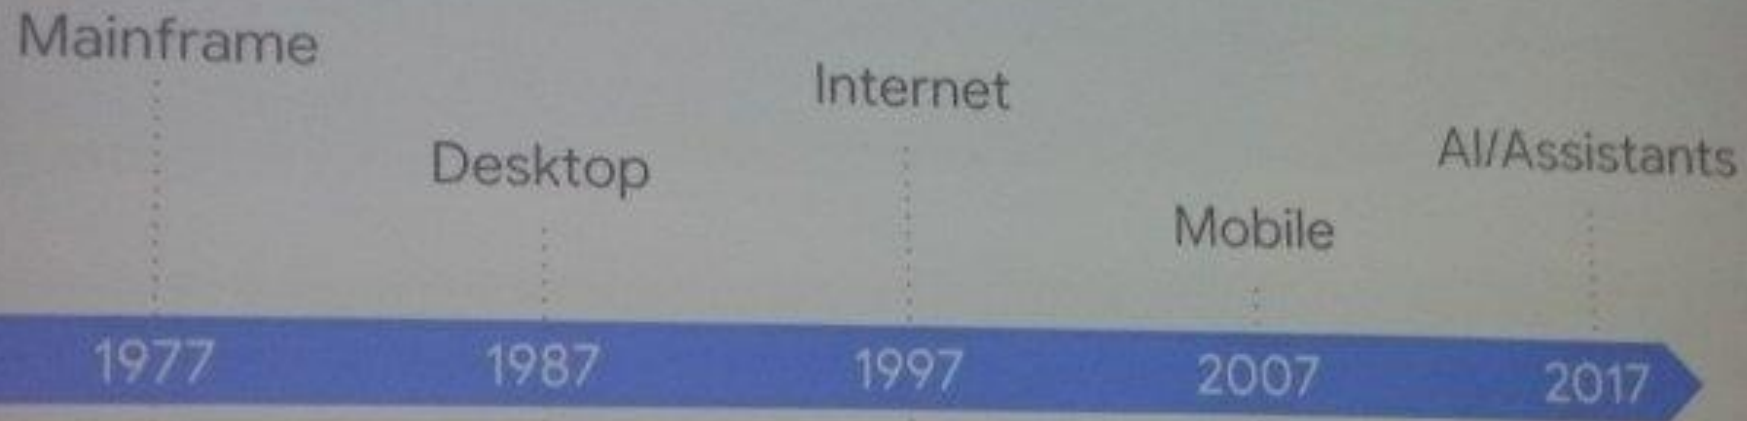 Mainframe
Desktop
Internet
Mobile
AI/Assistants
1977 1987 1997 2007 2017